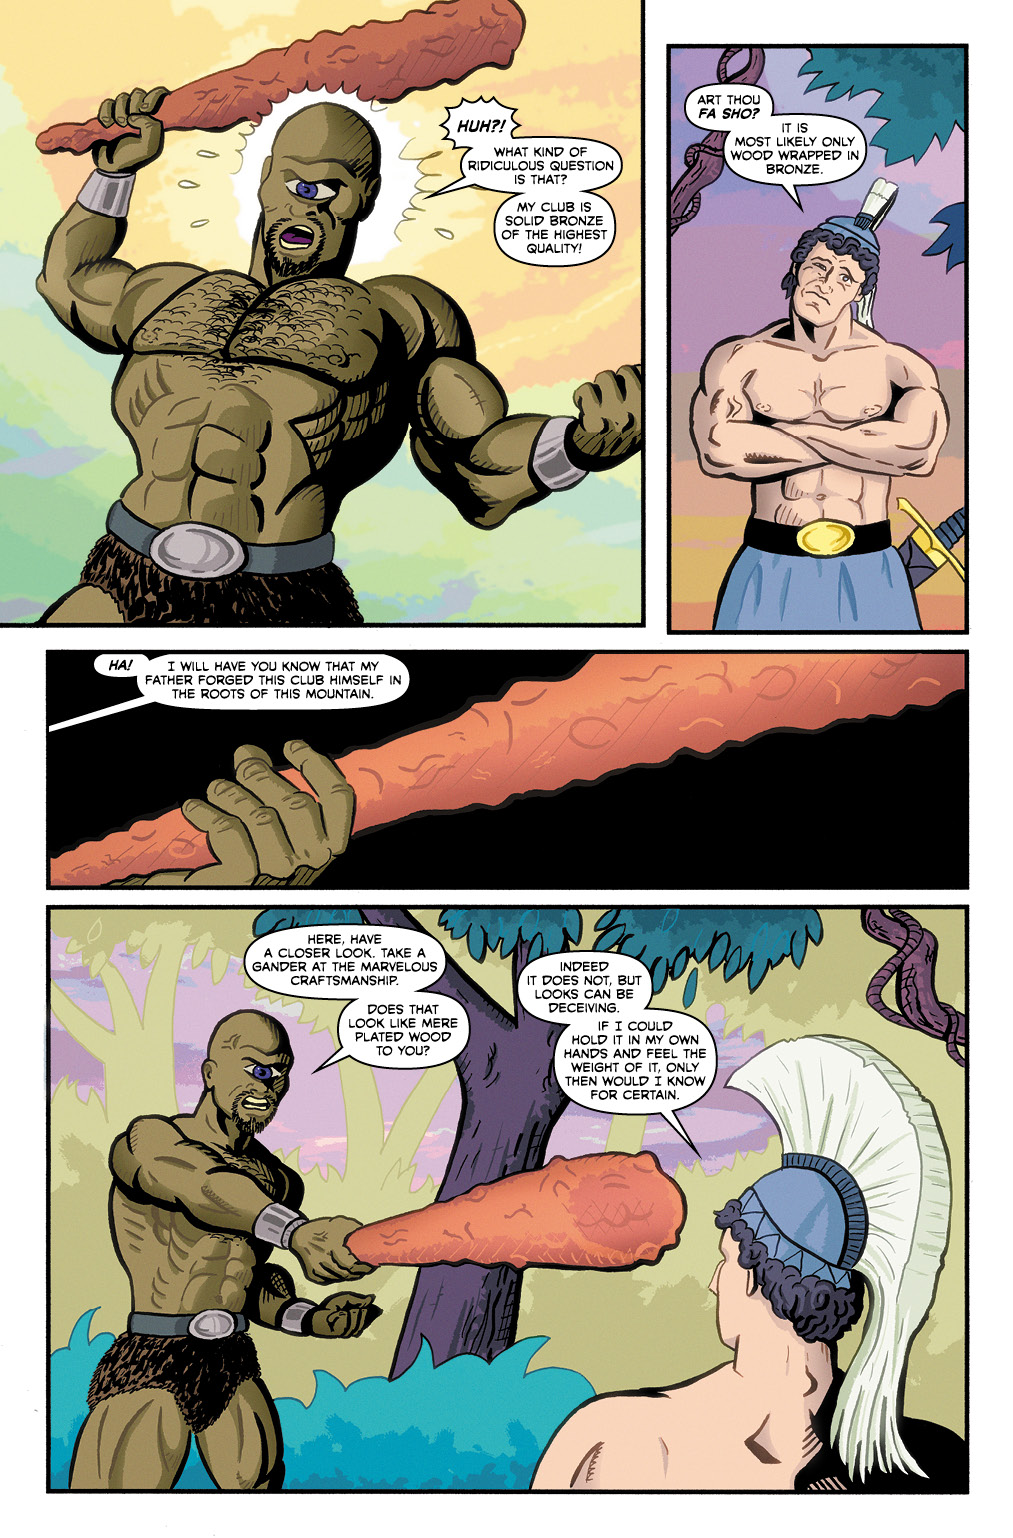 HUH?!
WHAT KIND OF
RIDICULOUS QUESTION
IS THAT?
MY CLUB IS
SOLID BRONZE
OF THE HIGHEST
QUALITY!
ART THOU
FA SHO?
IT IS
MOST LIKELY ONLY
WOOD WRAPPED IN
BRONZE.
HA!
I WILL HAVE YOU KNOW THAT MY
FATHER FORGED THIS CLUB HIMSELF IN
THE ROOTS OF THIS MOUNTAIN.
HERE, HAVE
A CLOSER LOOK. TAKE A
GANDER AT THE MARVELOUS
CRAFTSMANSHIP.
DOES THAT
LOOK LIKE MERE
PLATED WOOD
TO YOU?
INDEED
IT DOES NOT, BUT
LOOKS CAN BE
DECEIVING.
IF I COULD
HOLD IT IN MY OWN
HANDS AND FEEL THE
WEIGHT OF IT, ONLY
THEN WOULD I KNOW
FOR CERTAIN.